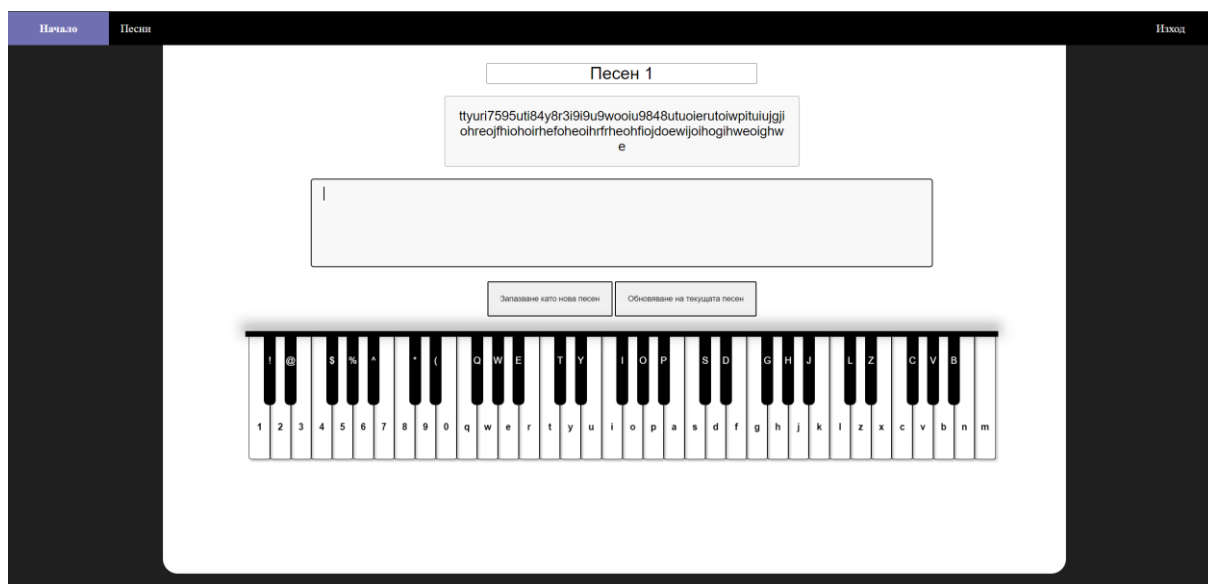 Начало Песни Изход
Песен 1
ttyuri7595uti84y8r3i9i9u9wooiu9848utuoierutoiwpituiujgji
ohreojfhiohoirhefoheoihrfrheohfiojdoewijoihogihweoighw
e
Запазване като нова песен Обновяване на текущата песен
! @ $ % ^ * ( Q W E T Y I O P S D G H J L Z C V B
1 2 3 4 5 6 7 8 9 0 q w e r t y u i o p a s d f g h j k l z x c v b n m